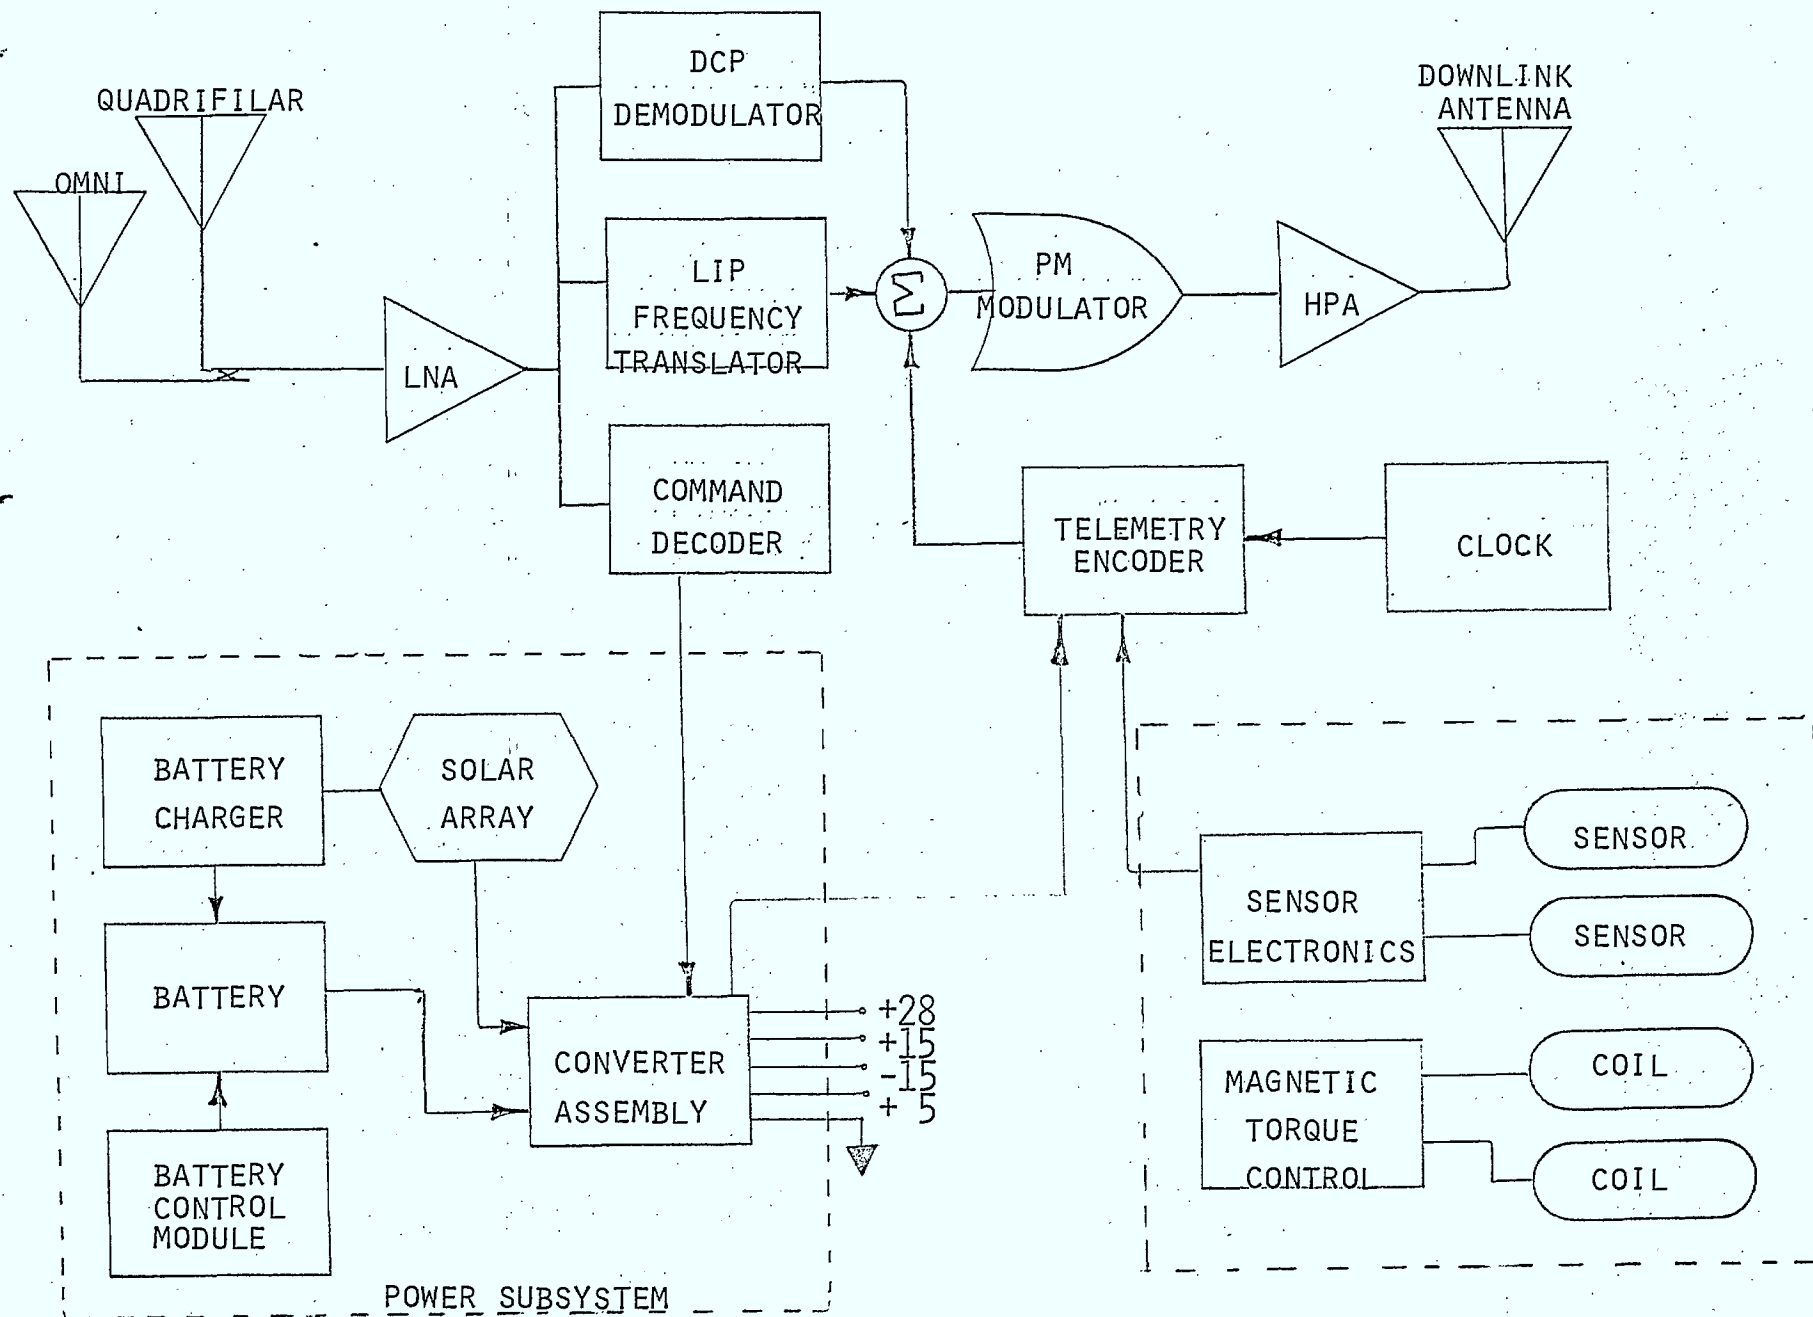 QUADRIFILAR
OMNI
LNA
DCP
DEMODULATOR
LIP
FREQUENCY
TRANSLATOR
COMMAND
DECODER
Σ
PM
MODULATOR
HPA
DOWNLINK
ANTENNA
TELEMETRY
ENCODER
CLOCK
BATTERY
CHARGER
SOLAR
ARRAY
BATTERY
BATTERY
CONTROL
MODULE
CONVERTER
ASSEMBLY
+28
+15
-15
+ 5
POWER SUBSYSTEM
SENSOR
ELECTRONICS
SENSOR
SENSOR
MAGNETIC
TORQUE
CONTROL
COIL
COIL